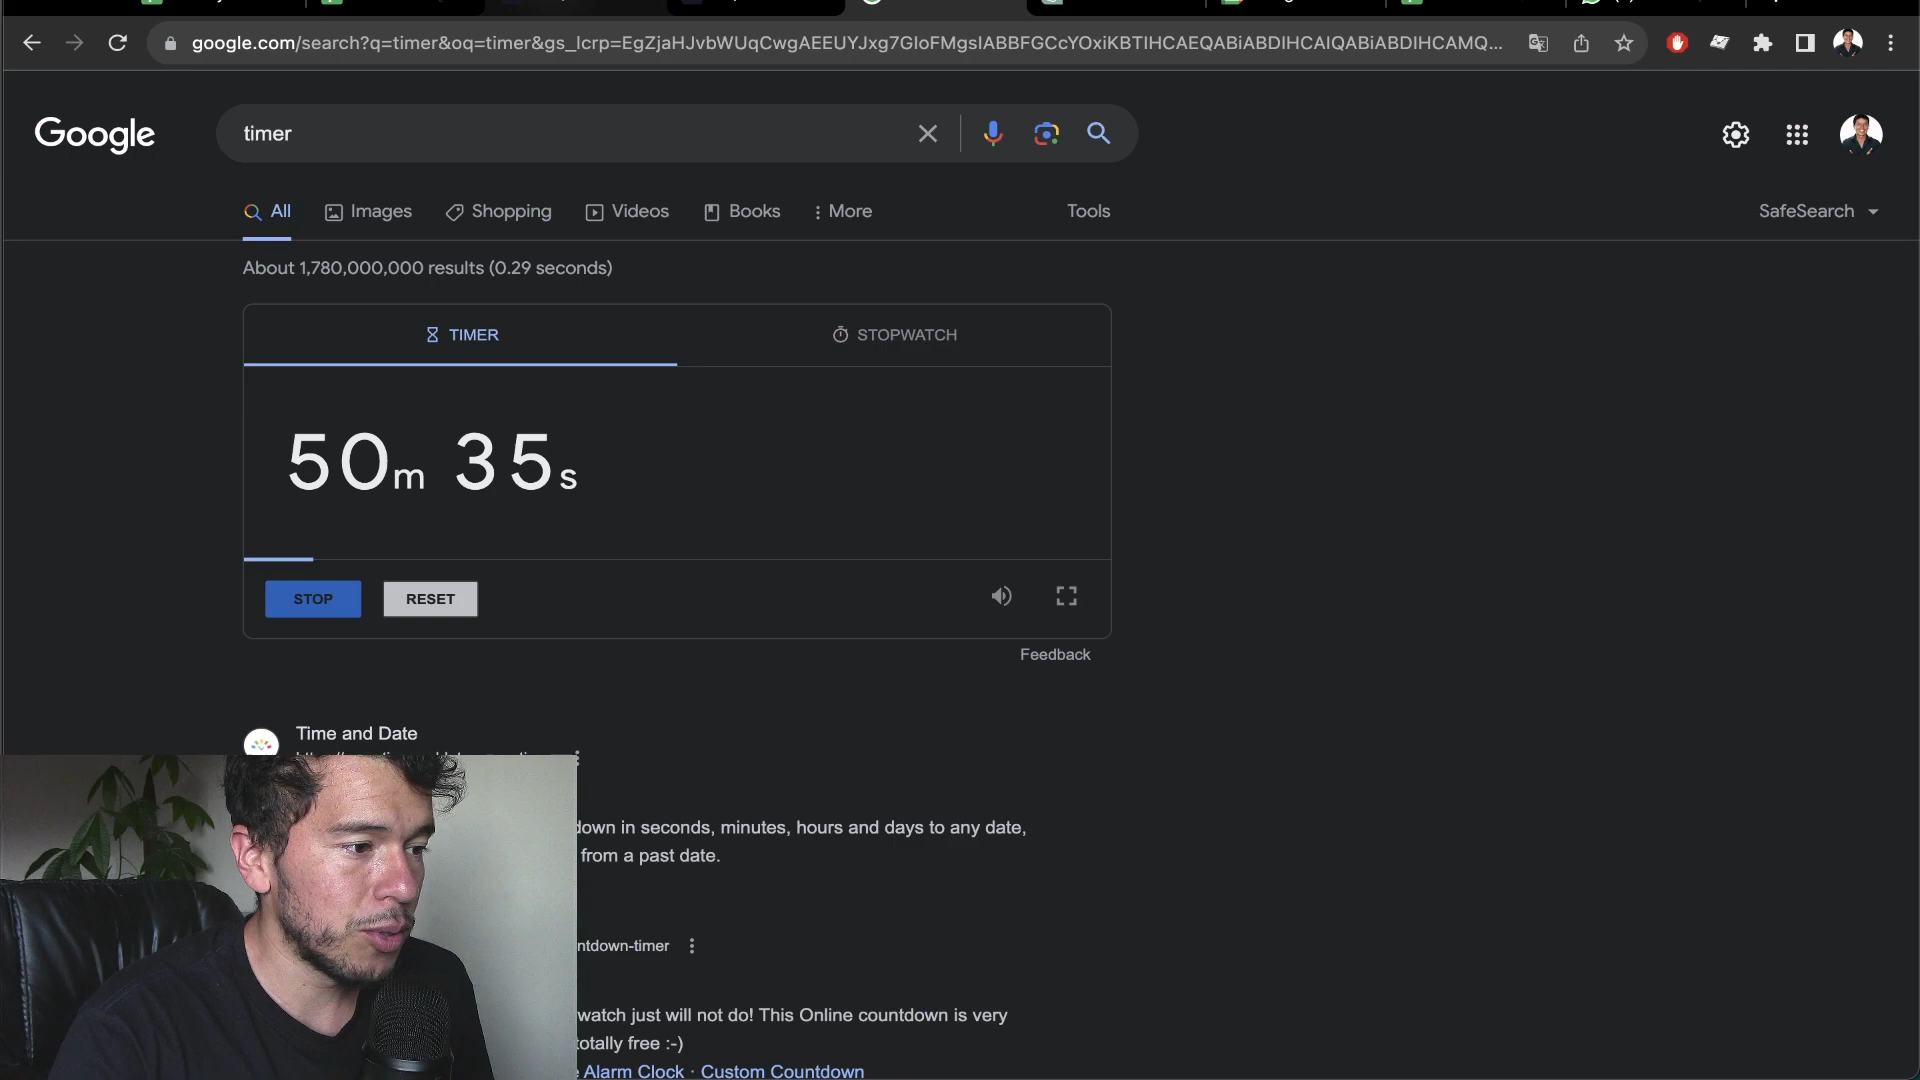 google.com/search?q=timer&oq=timer&gs_lcrp=EgZjaHJvbWUqCwgAEEUYJxg7GIoFMgsIABBFGCcYOxiKBTIHCAEQABiABDIHCAIQABiABDIHCAMQ...
Google
timer
All Images Shopping Videos Books More Tools SafeSearch
About 1,780,000,000 results (0.29 seconds)
TIMER STOPWATCH
50m 35s
STOP RESET
Feedback
Time and Date
down in seconds, minutes, hours and days to any date,
from a past date.
ntdown-timer
watch just will not do! This Online countdown is very
totally free :-)
e Alarm Clock · Custom Countdown